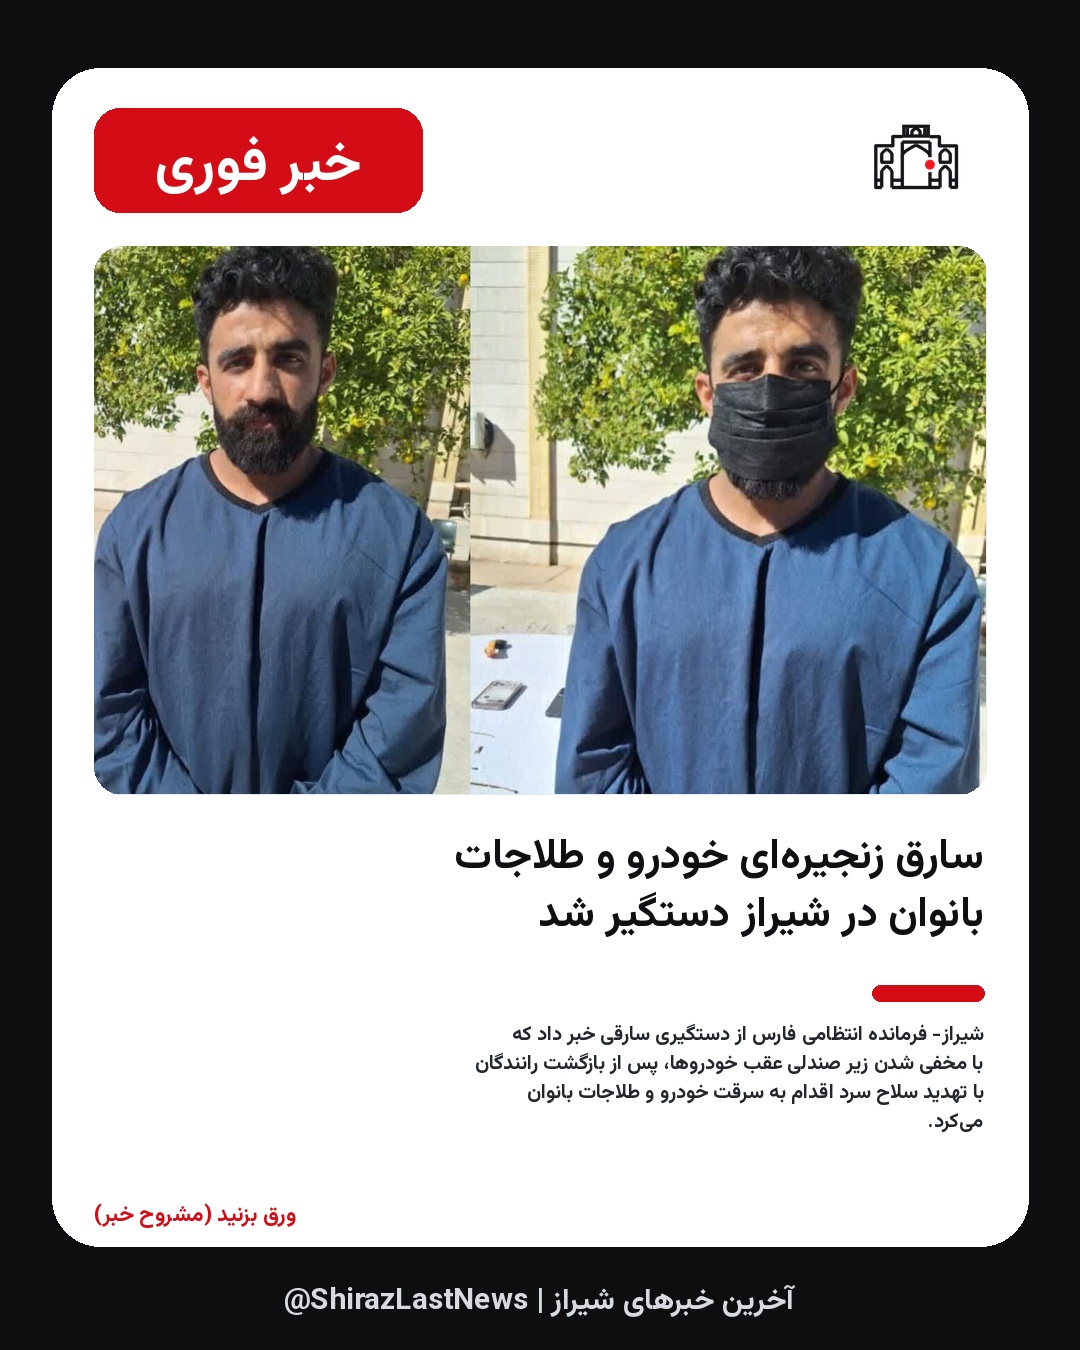 خبر فوری
سارق زنجیره‌ای خودرو و طلاجات
بانوان در شیراز دستگیر شد
شیراز- فرمانده انتظامی فارس از دستگیری سارقی خبر داد که
با مخفی شدن زیر صندلی عقب خودروها، پس از بازگشت رانندگان
با تهدید سلاح سرد اقدام به سرقت خودرو و طلاجات بانوان
می‌کرد.
ورق بزنید (مشروح خبر)
آخرین خبرهای شیراز | @ShirazLastNews